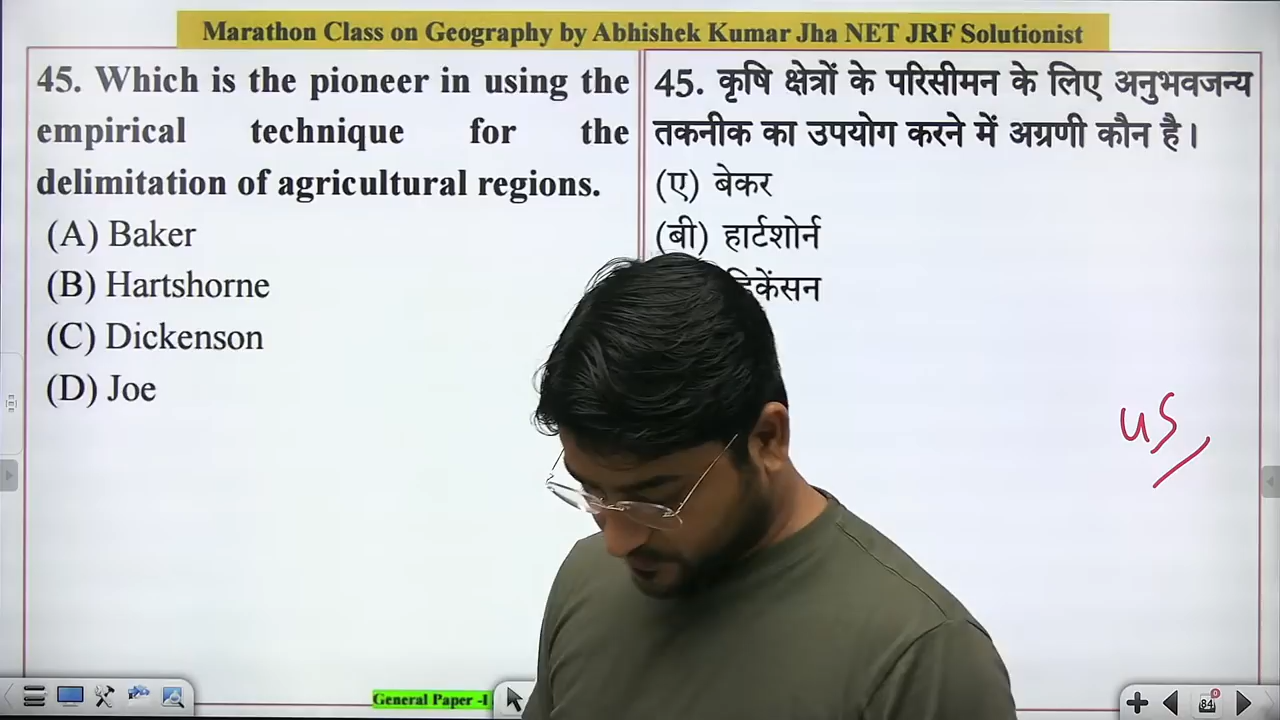 Marathon Class on Geography by Abhishek Kumar Jha NET JRF Solutionist
45. Which is the pioneer in using the
empirical technique for the
delimitation of agricultural regions.
(A) Baker
(B) Hartshorne
(C) Dickenson
(D) Joe
45. कृषि क्षेत्रों के परिसीमन के लिए अनुभवजन्य
तकनीक का उपयोग करने में अग्रणी कौन है।
(ए) बेकर
(बी) हार्टशोर्न
डिकेंसन
us
General Paper -I
84
0